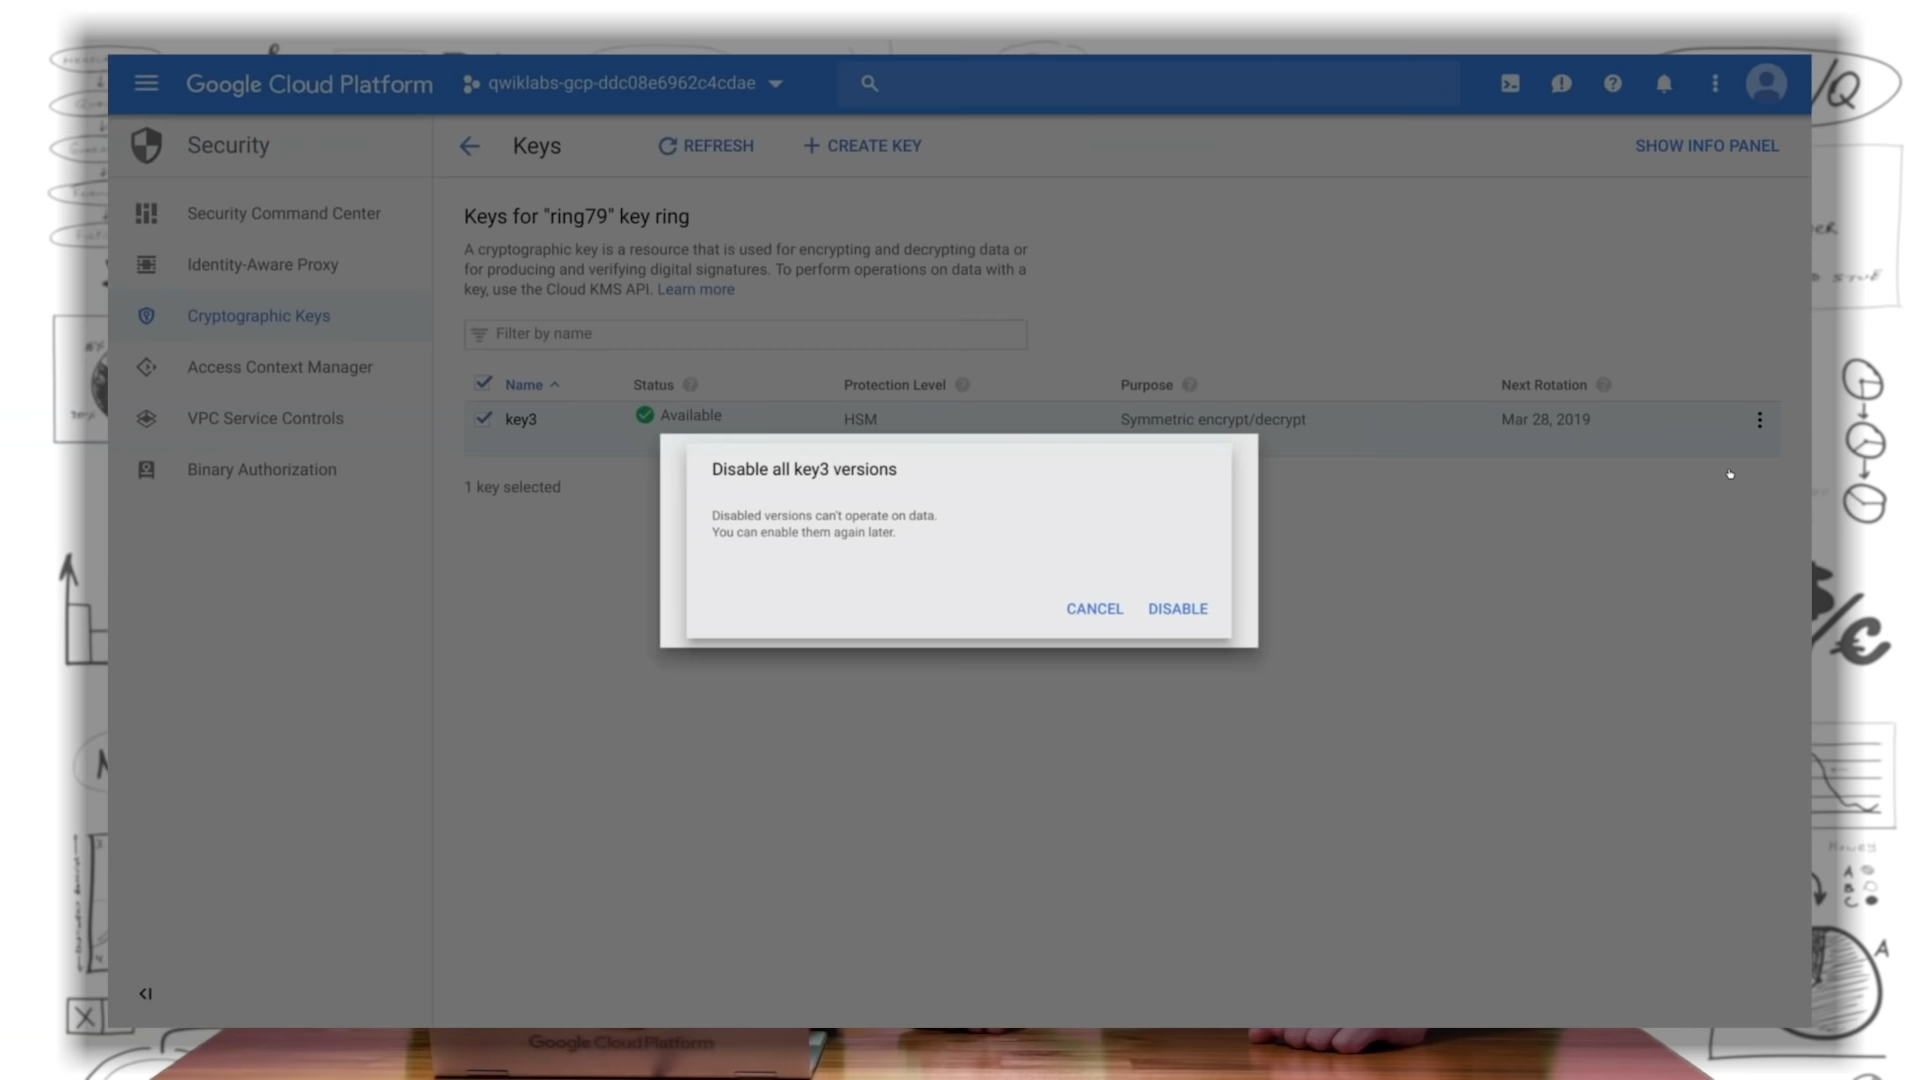 Google Cloud Platform
qwiklabs-gcp-ddc08e6962c4cdae
Security
Keys
REFRESH
CREATE KEY
SHOW INFO PANEL
Security Command Center
Identity-Aware Proxy
Cryptographic Keys
Access Context Manager
VPC Service Controls
Binary Authorization
Keys for "ring79" key ring
A cryptographic key is a resource that is used for encrypting and decrypting data or
for producing and verifying digital signatures. To perform operations on data with a
key, use the Cloud KMS API. Learn more
Filter by name
Name Status Protection Level Purpose Next Rotation
key3 Available HSM Symmetric encrypt/decrypt Mar 28, 2019
1 key selected
Disable all key3 versions
Disabled versions can't operate on data.
You can enable them again later.
CANCEL DISABLE
Google Cloud Platform
/Q
$/€
Money
A
B
C
A